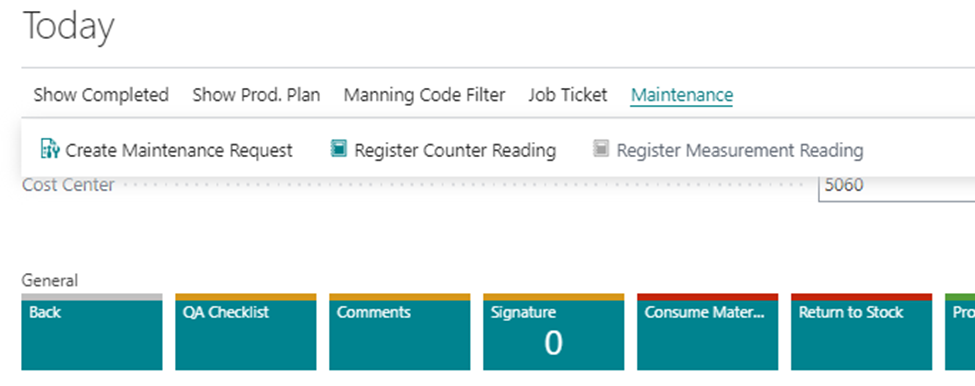 Today
Show Completed Show Prod. Plan Manning Code Filter Job Ticket Maintenance
Create Maintenance Request Register Counter Reading Register Measurement Reading
Cost Center 5060
General
Back QA Checklist Comments Signature Consume Mater... Return to Stock Pro
0